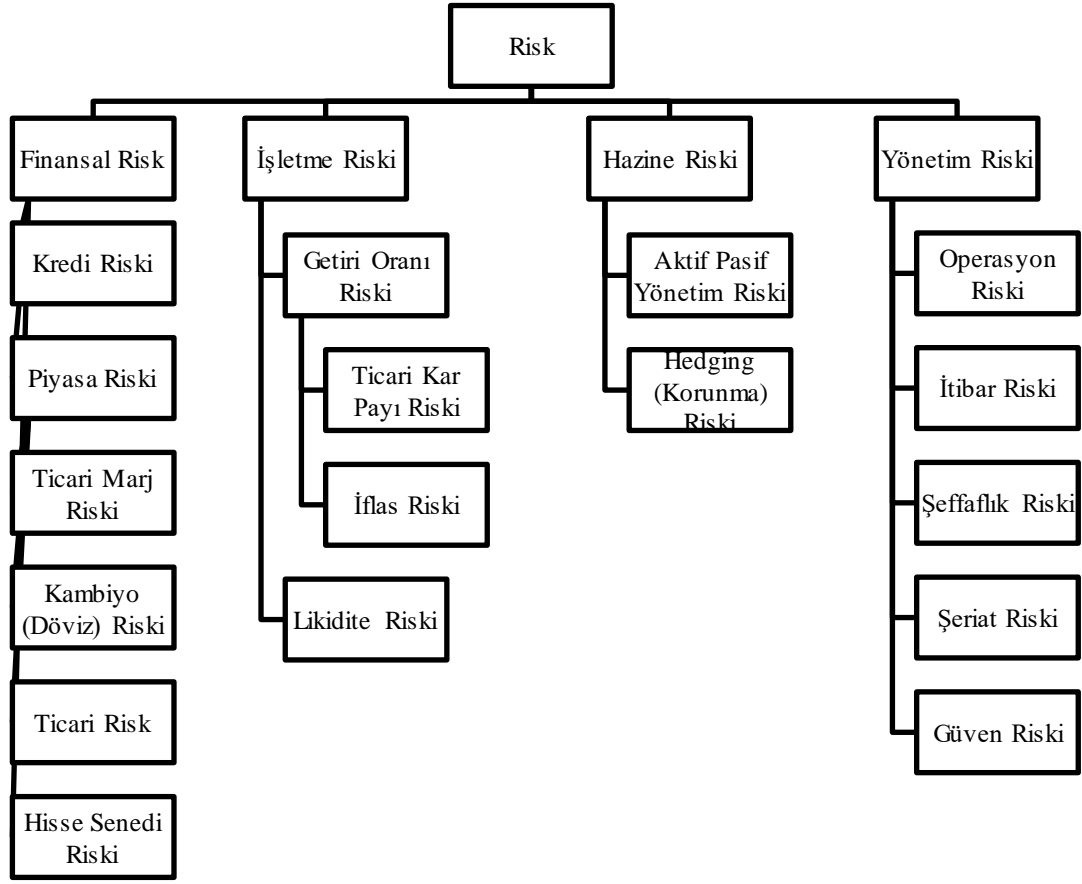 Risk
Finansal Risk
Kredi Riski
Piyasa Riski
Ticari Marj
Riski
Kambiyo
(Döviz) Riski
Ticari Risk
Hisse Senedi
Riski
İşletme Riski
Getiri Oranı
Riski
Ticari Kar
Payı Riski
İflas Riski
Likidite Riski
Hazine Riski
Aktif Pasif
Yönetim Riski
Hedging
(Korunma)
Riski
Yönetim Riski
Operasyon
Riski
İtibar Riski
Şeffaflık Riski
Şeriat Riski
Güven Riski